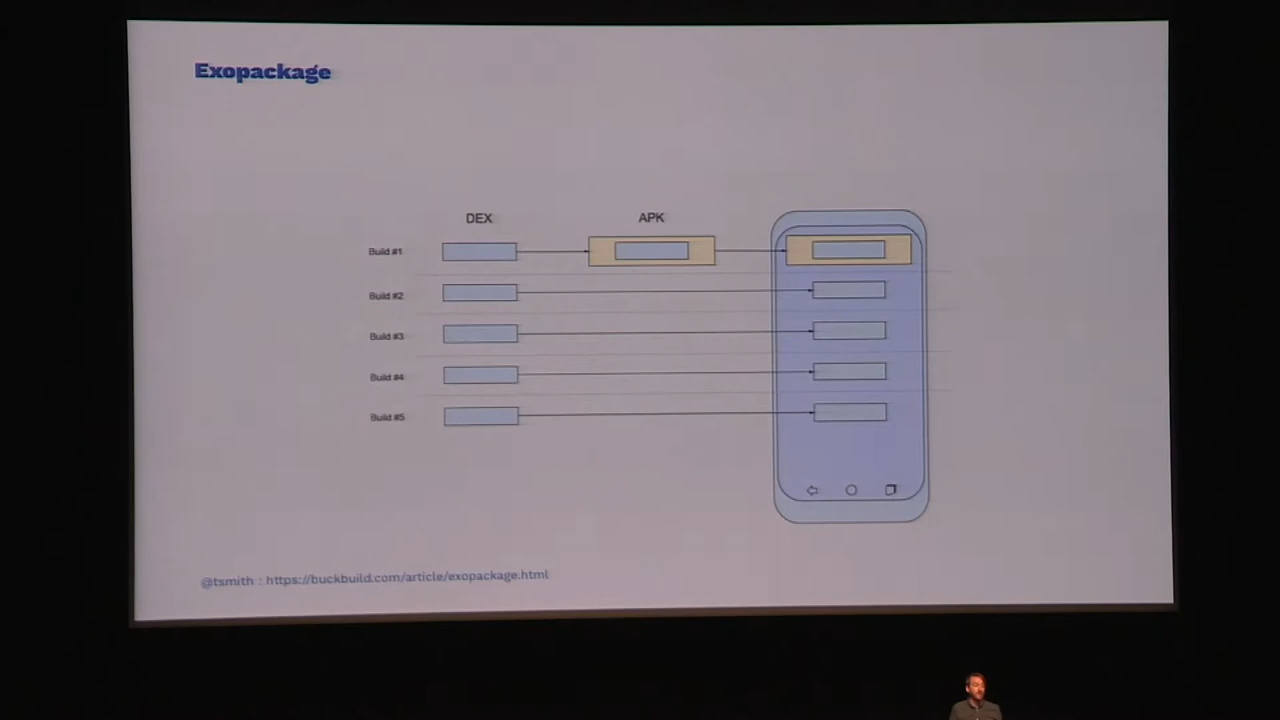 Exopackage
DEX
APK
Build #1
Build #2
Build #3
Build #4
Build #5
@tsmith : https://buckbuild.com/article/exopackage.html